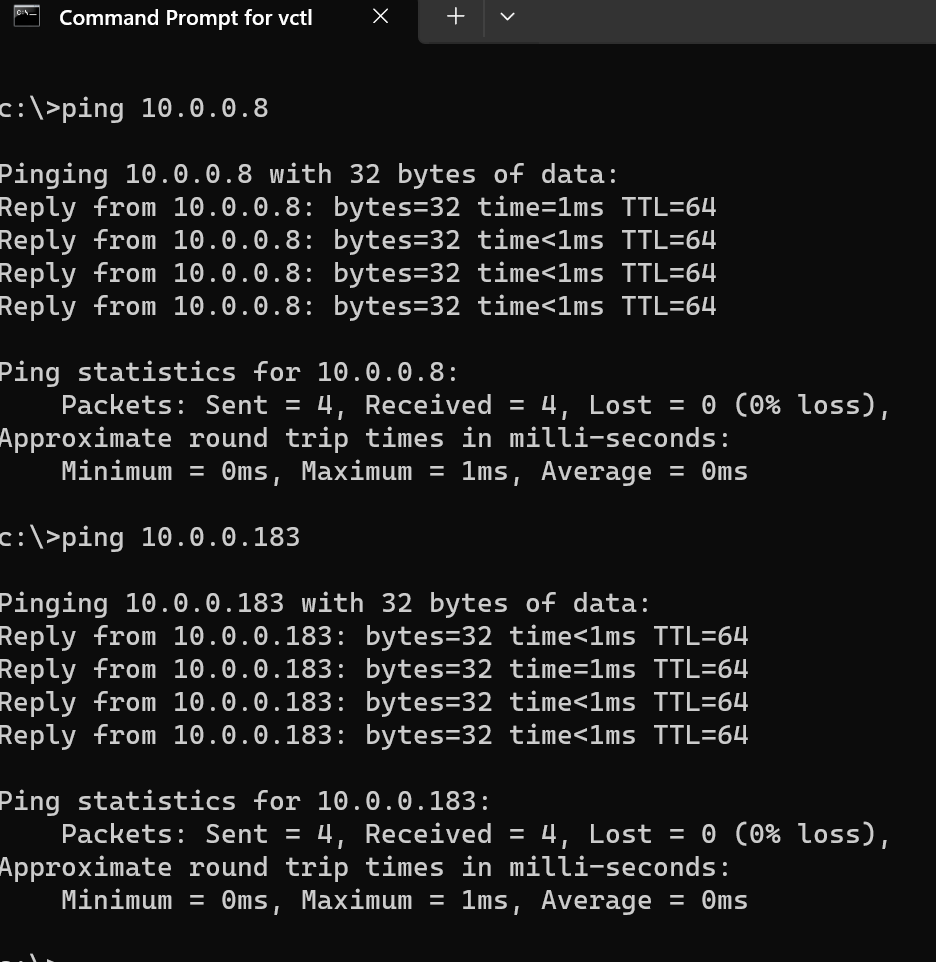 Command Prompt for vctl
c:\>ping 10.0.0.8
Pinging 10.0.0.8 with 32 bytes of data:
Reply from 10.0.0.8: bytes=32 time=1ms TTL=64
Reply from 10.0.0.8: bytes=32 time<1ms TTL=64
Reply from 10.0.0.8: bytes=32 time<1ms TTL=64
Reply from 10.0.0.8: bytes=32 time<1ms TTL=64
Ping statistics for 10.0.0.8:
Packets: Sent = 4, Received = 4, Lost = 0 (0% loss),
Approximate round trip times in milli-seconds:
Minimum = 0ms, Maximum = 1ms, Average = 0ms
c:\>ping 10.0.0.183
Pinging 10.0.0.183 with 32 bytes of data:
Reply from 10.0.0.183: bytes=32 time<1ms TTL=64
Reply from 10.0.0.183: bytes=32 time=1ms TTL=64
Reply from 10.0.0.183: bytes=32 time<1ms TTL=64
Reply from 10.0.0.183: bytes=32 time<1ms TTL=64
Ping statistics for 10.0.0.183:
Packets: Sent = 4, Received = 4, Lost = 0 (0% loss),
Approximate round trip times in milli-seconds:
Minimum = 0ms, Maximum = 1ms, Average = 0ms